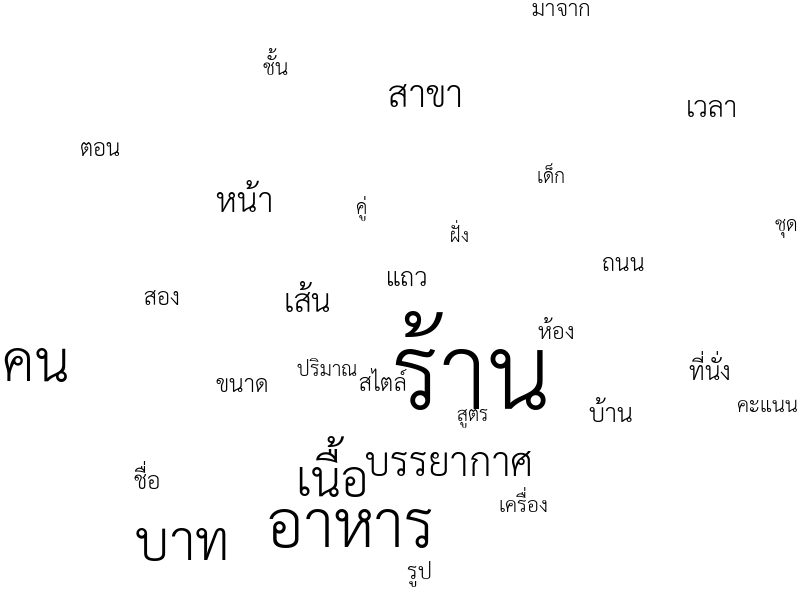 มาจาก
ชั้น
สาขา
เวลา
ตอน
เด็ก
หน้า
คู่
ชุด
ฝั่ง
ถนน
แถว
สอง
เส้น
ห้อง
ร้าน
คน
ปริมาณ
ที่นั่ง
ขนาด
สไตล์
คะแนน
สูตร
บ้าน
บรรยากาศ
ชื่อ
เนื้อ
เครื่อง
อาหาร
บาท
รูป